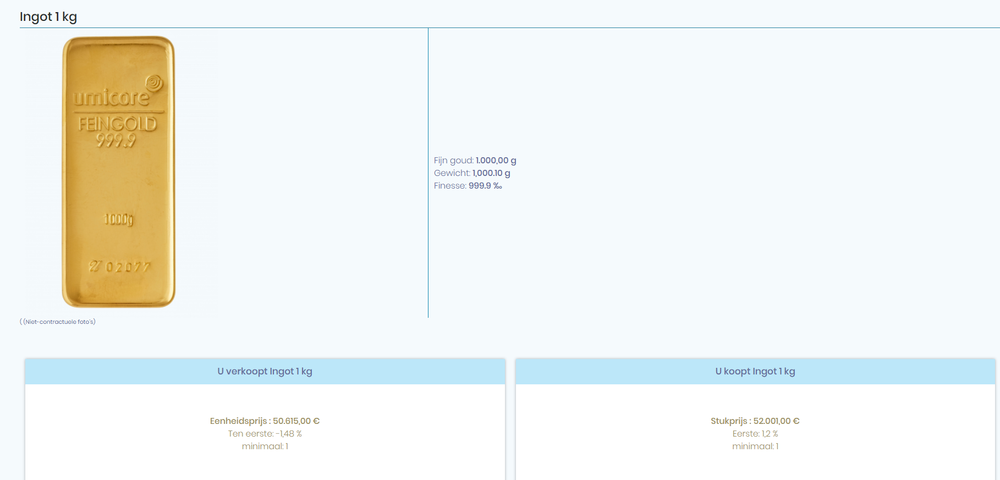 Ingot 1 kg
umicore
FEINGOLD
999.9
1000g
02077
Fijn goud: 1.000,00 g
Gewicht: 1,000.10 g
Finesse: 999.9 ‰
( (Niet-contractuele foto's)
U verkoopt Ingot 1 kg
Eenheidsprijs : 50.615,00 €
Ten eerste: -1,48 %
minimaal: 1
U koopt Ingot 1 kg
Stukprijs : 52.001,00 €
Eerste: 1,2 %
minimaal: 1